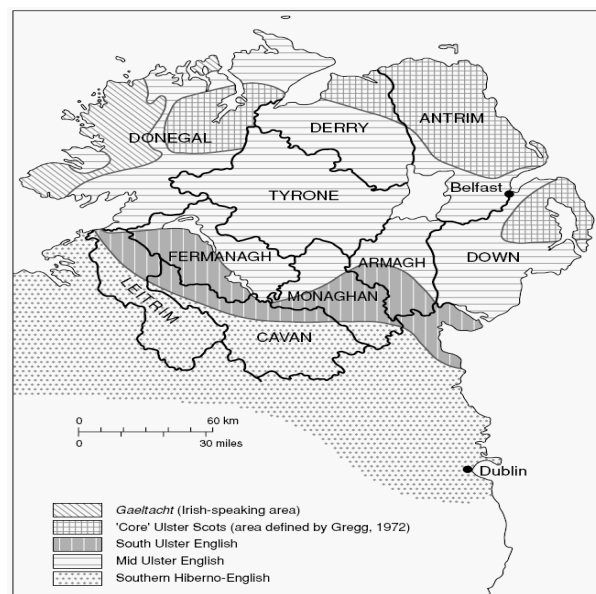 ANTRIM
DERRY
DONEGAL
Belfast
TYRONE
FERMANAGH
ARMAGH
DOWN
LEITRIM
MONAGHAN
CAVAN
0 60 km
0 30 miles
Dublin
Gaeltacht (Irish-speaking area)
'Core' Ulster Scots (area defined by Gregg, 1972)
South Ulster English
Mid Ulster English
Southern Hiberno-English